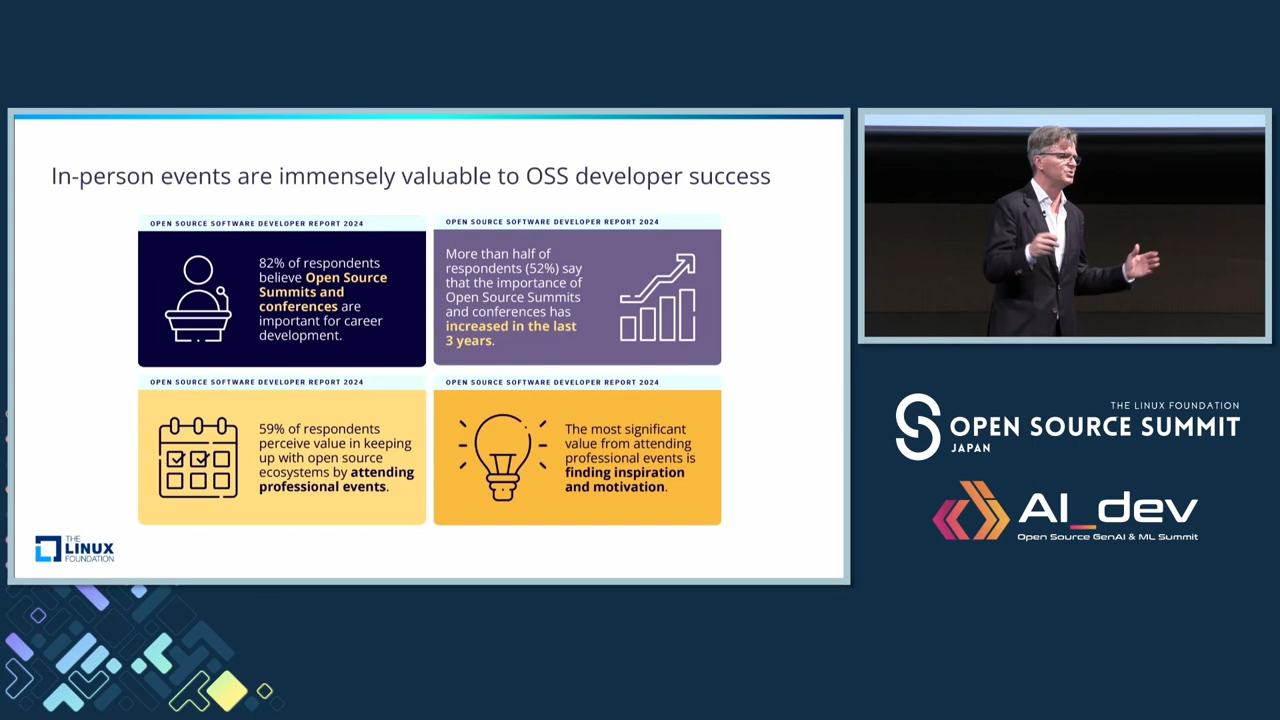 In-person events are immensely valuable to OSS developer success
OPEN SOURCE SOFTWARE DEVELOPER REPORT 2024
82% of respondents
believe Open Source
Summits and
conferences are
important for career
development.
OPEN SOURCE SOFTWARE DEVELOPER REPORT 2024
More than half of
respondents (52%) say
that the importance of
Open Source Summits
and conferences has
increased in the last
3 years.
OPEN SOURCE SOFTWARE DEVELOPER REPORT 2024
59% of respondents
perceive value in keeping
up with open source
ecosystems by attending
professional events.
OPEN SOURCE SOFTWARE DEVELOPER REPORT 2024
The most significant
value from attending
professional events is
finding inspiration
and motivation.
THE
LINUX
FOUNDATION
THE LINUX FOUNDATION
OPEN SOURCE SUMMIT
JAPAN
AI_dev
Open Source GenAI & ML Summit